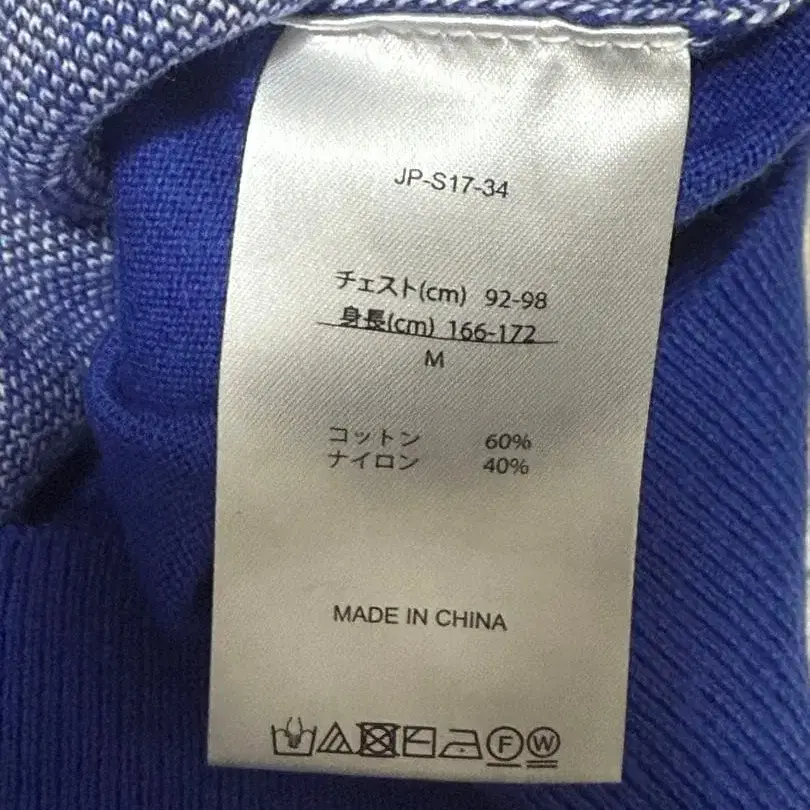 JP-S17-34
チェスト(cm) 92-98
身長(cm) 166-172
M
コットン 60%
ナイロン 40%
MADE IN CHINA
F W